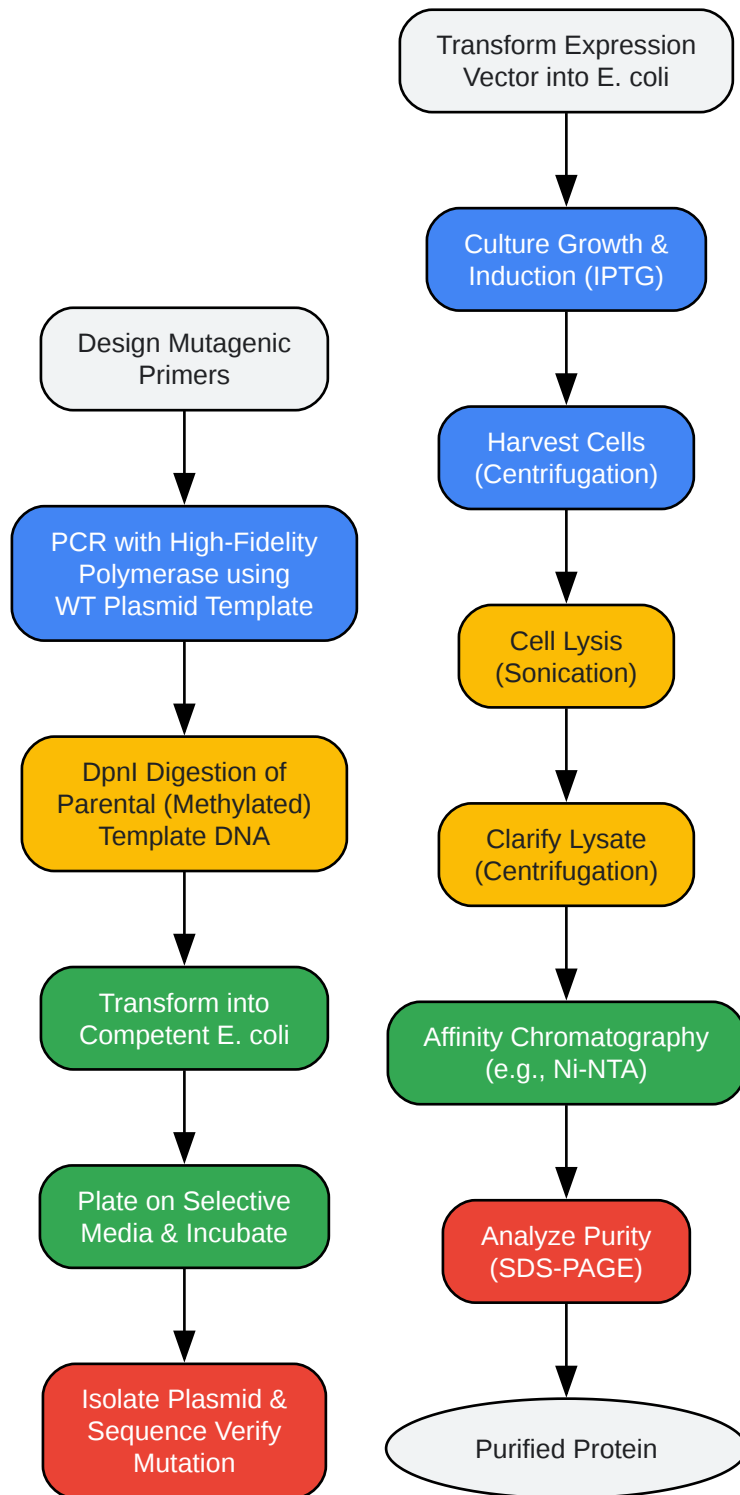 Design Mutagenic
Primers
PCR with High-Fidelity
Polymerase using
WT Plasmid Template
DpnI Digestion of
Parental (Methylated)
Template DNA
Transform into
Competent E. coli
Plate on Selective
Media & Incubate
Isolate Plasmid &
Sequence Verify
Mutation
Transform Expression
Vector into E. coli
Culture Growth &
Induction (IPTG)
Harvest Cells
(Centrifugation)
Cell Lysis
(Sonication)
Clarify Lysate
(Centrifugation)
Affinity Chromatography
(e.g., Ni-NTA)
Analyze Purity
(SDS-PAGE)
Purified Protein